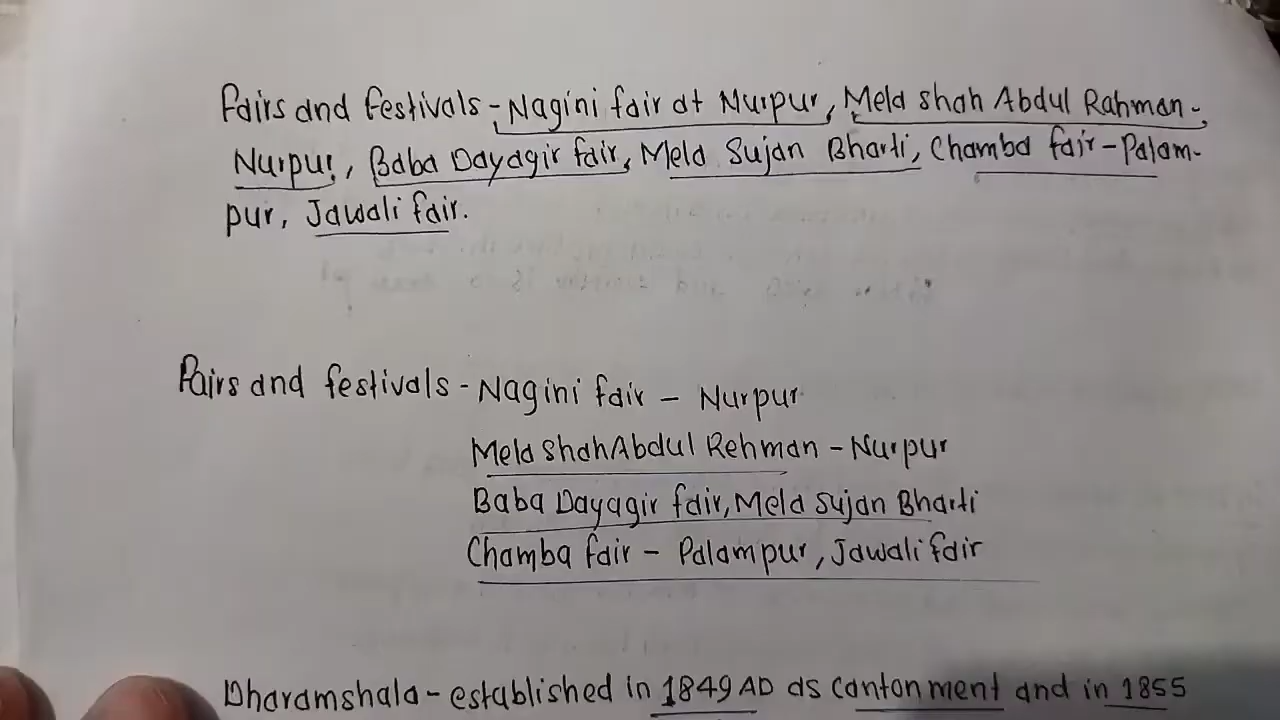 Fairs and festivals - Nagini fair at Nurpur, Mela Shah Abdul Rahman -
Nurpur, Baba Dayagir fair, Mela Sujan Bharti, Chamba fair - Palam-
pur, Jawali fair.
Fairs and festivals - Nagini fair - Nurpur
Mela Shah Abdul Rehman - Nurpur
Baba Dayagir fair, Mela Sujan Bharti
Chamba fair - Palampur, Jawali fair
Dharamshala - established in 1849 AD as cantonment and in 1855